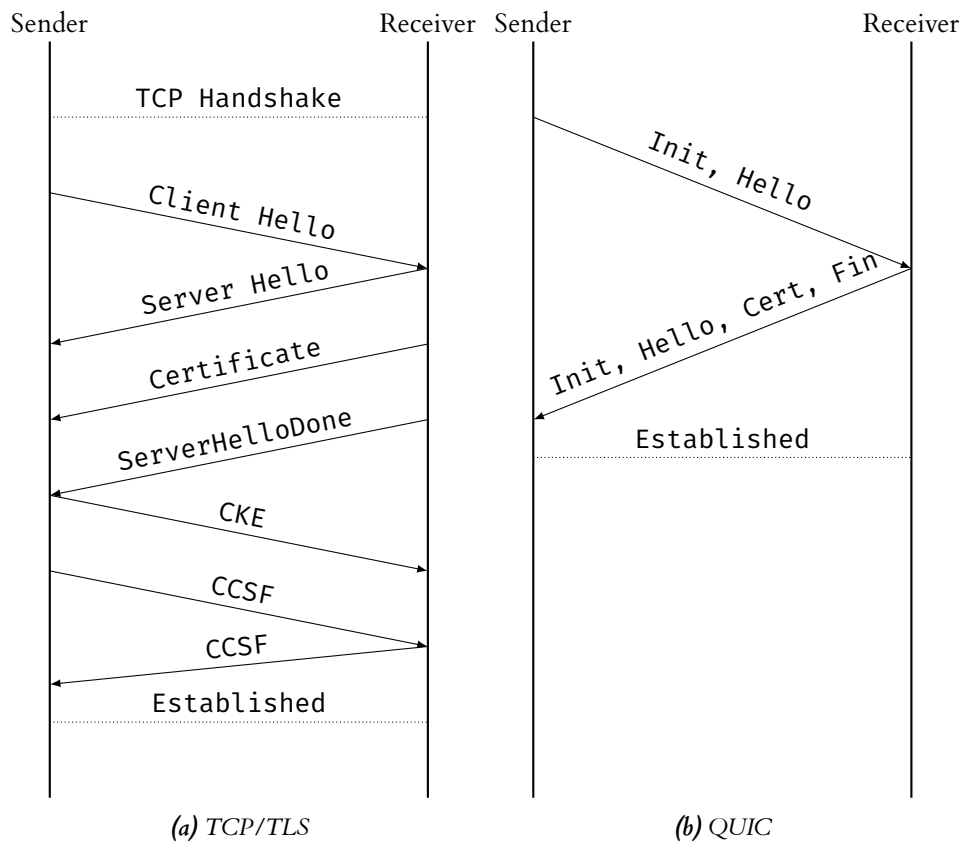 Sender
Receiver
TCP Handshake
Client Hello
Server Hello
Certificate
ServerHelloDone
CKE
CCSF
CCSF
Established
(a) TCP/TLS
Sender
Receiver
Init, Hello
Init, Hello, Cert, Fin
Established
(b) QUIC